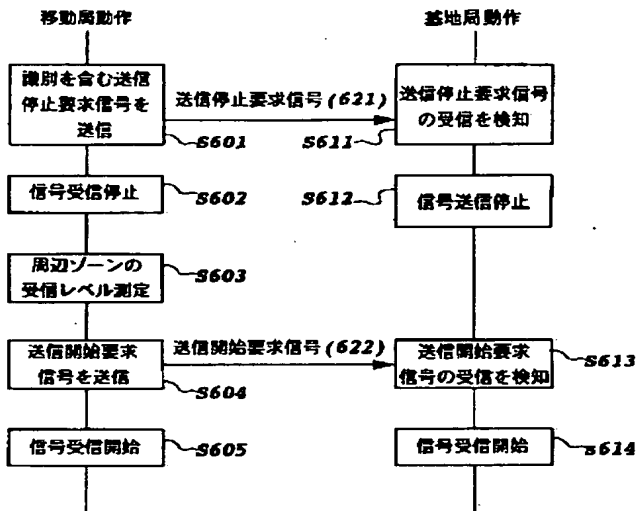 移動局動作
基地局動作
識別を含む送信
停止要求信号を
送信
送信停止要求信号(621)
送信停止要求信号
の受信を検知
S601
S611
信号受信停止
S602
S612
信号送信停止
周辺ゾーンの
受信レベル測定
S603
送信開始要求
信号を送信
送信開始要求信号(622)
送信開始要求
信号の受信を検知
S613
S604
信号受信開始
S605
信号受信開始
S614